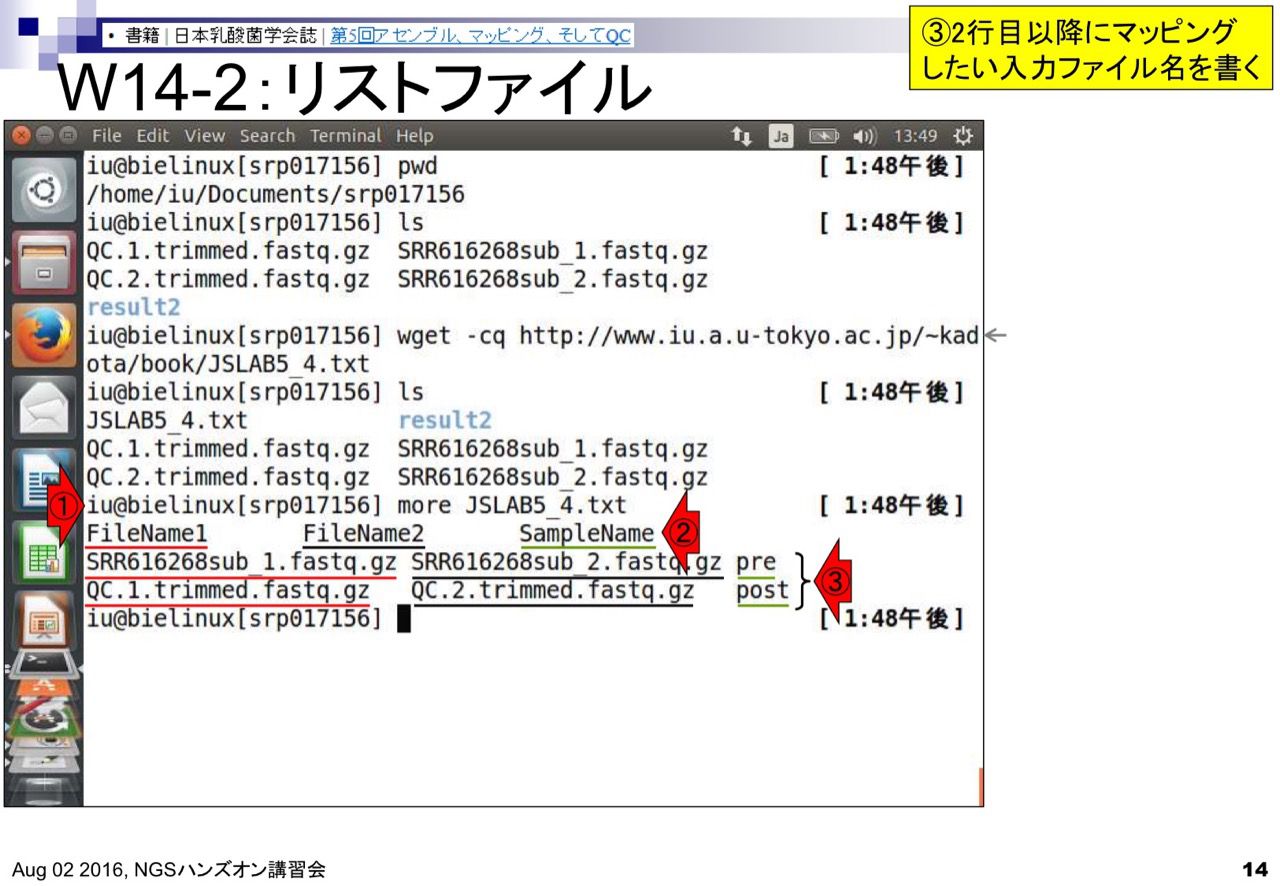 • 書籍 | 日本乳酸菌学会誌 | 第5回アセンブル、マッピング、そしてQC
③2行目以降にマッピング
したい入力ファイル名を書く
W14-2：リストファイル
File Edit View Search Terminal Help Ja 13:49
iu@bielinux[srp017156] pwd [ 1:48午後]
/home/iu/Documents/srp017156
iu@bielinux[srp017156] ls [ 1:48午後]
QC.1.trimmed.fastq.gz SRR616268sub_1.fastq.gz
QC.2.trimmed.fastq.gz SRR616268sub_2.fastq.gz
result2
iu@bielinux[srp017156] wget -cq http://www.iu.a.u-tokyo.ac.jp/~kad←
ota/book/JSLAB5_4.txt
iu@bielinux[srp017156] ls [ 1:48午後]
JSLAB5_4.txt result2
QC.1.trimmed.fastq.gz SRR616268sub_1.fastq.gz
QC.2.trimmed.fastq.gz SRR616268sub_2.fastq.gz
① iu@bielinux[srp017156] more JSLAB5_4.txt [ 1:48午後]
FileName1 FileName2 SampleName ②
SRR616268sub_1.fastq.gz SRR616268sub_2.fastq.gz pre
QC.1.trimmed.fastq.gz QC.2.trimmed.fastq.gz post ③
iu@bielinux[srp017156] [ 1:48午後]
Aug 02 2016, NGSハンズオン講習会
14